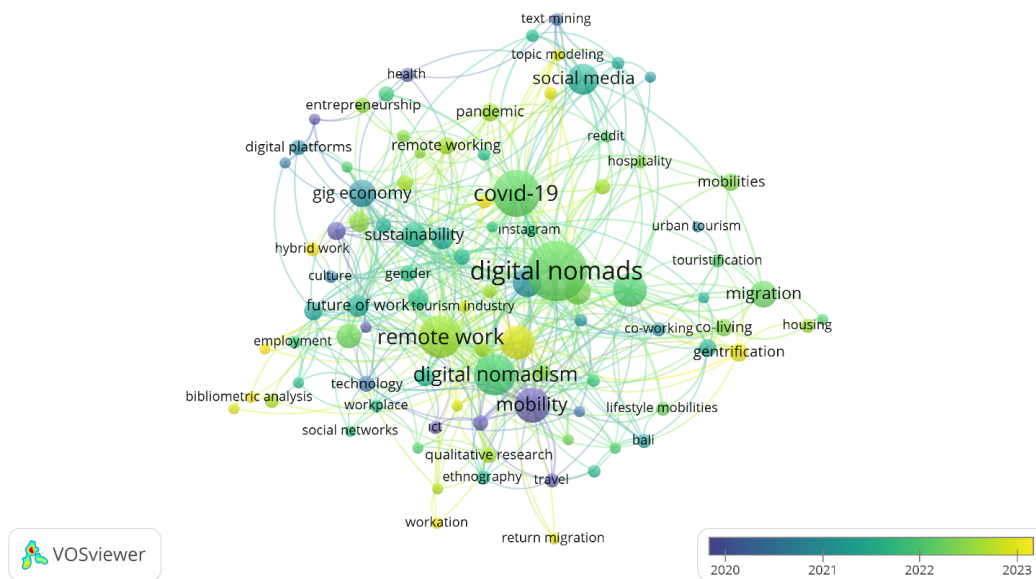 text mining
topic modeling
health
social media
entrepreneurship
pandemic
digital platforms
remote working
reddit
hospitality
mobilities
gig economy
covid-19
sustainability
instagram
urban tourism
hybrid work
culture
gender
digital nomads
touristification
future of work
tourism industry
migration
employment
remote work
co-working
co-living
housing
gentrification
technology
digital nomadism
bibliometric analysis
workplace
mobility
lifestyle mobilities
social networks
ict
bali
qualitative research
ethnography
travel
workation
return migration
VOSviewer
2020
2021
2022
2023